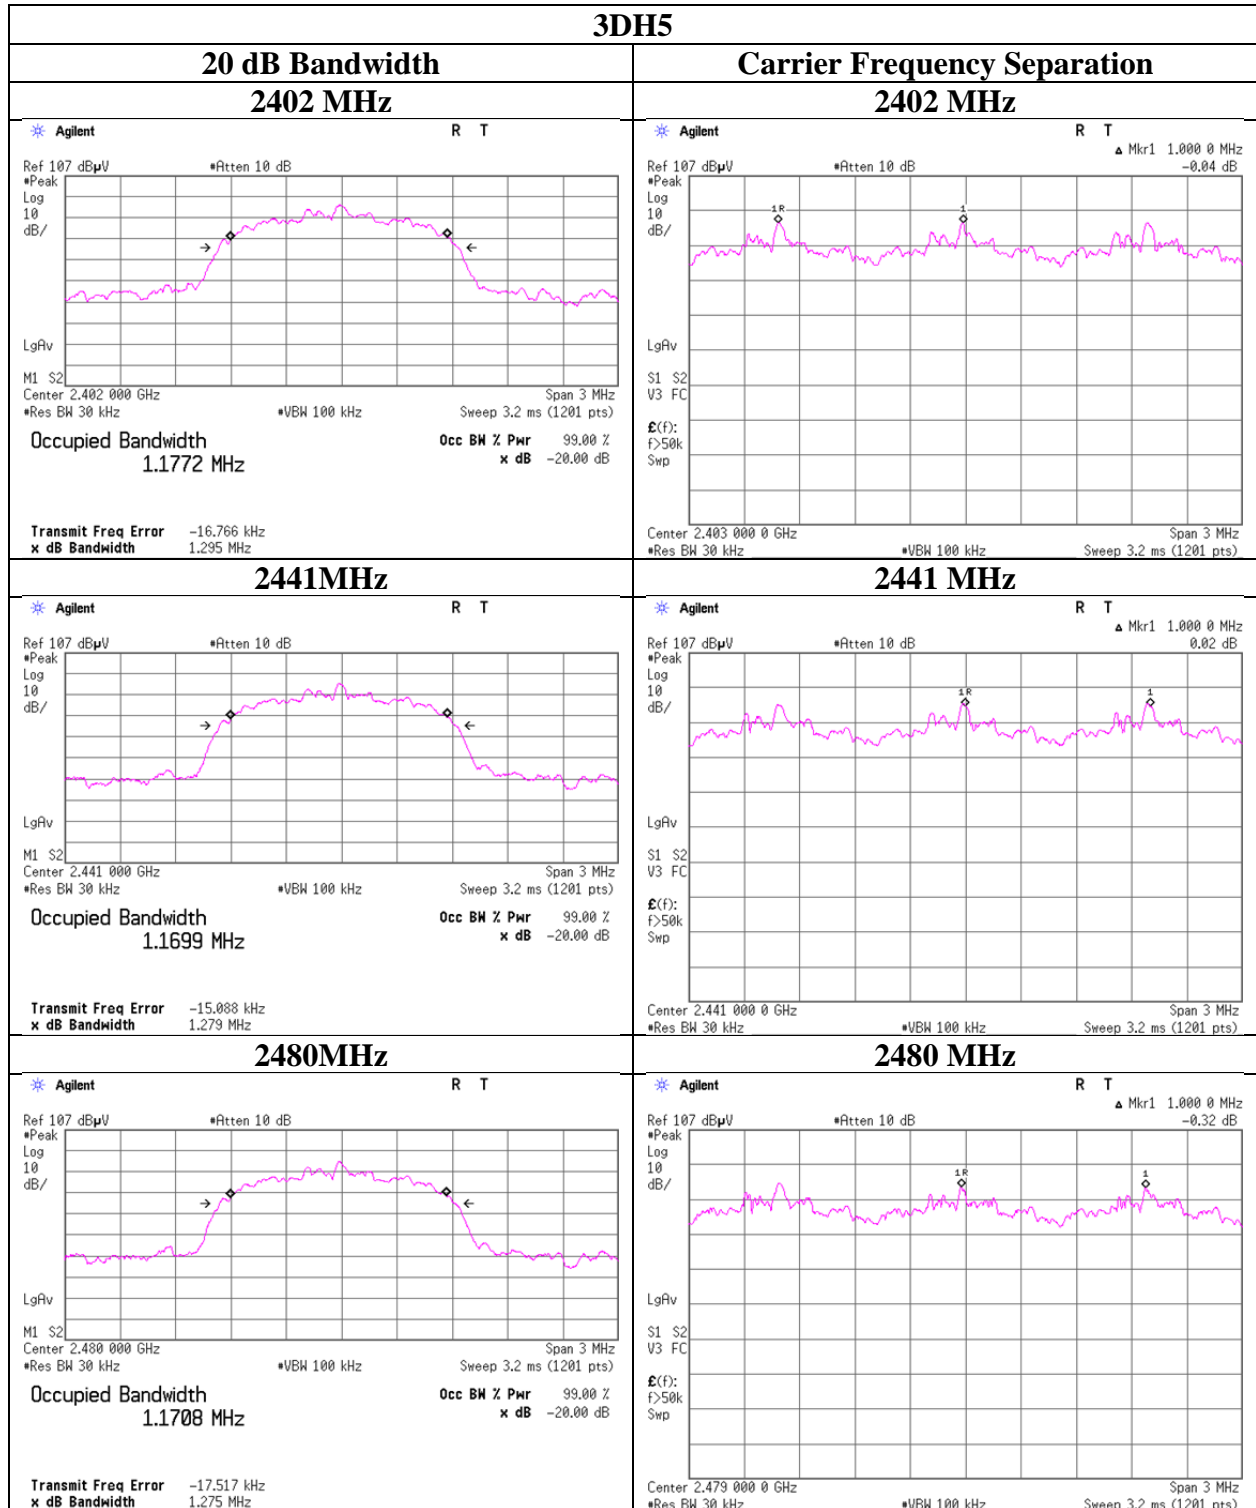 3DH5
20 dB Bandwidth
Carrier Frequency Separation
2402 MHz
2402 MHz
Agilent R T
Ref 107 dBµV #Atten 10 dB
#Peak
Log
10
dB/
LgAv
M1 S2
Center 2.402 000 GHz Span 3 MHz
#Res BW 30 kHz #VBW 100 kHz Sweep 3.2 ms (1201 pts)
Occupied Bandwidth Occ BW % Pwr 99.00 %
1.1772 MHz x dB -20.00 dB
Transmit Freq Error -16.766 kHz
x dB Bandwidth 1.295 MHz
Agilent R T
Δ Mkr1 1.000 0 MHz
Ref 107 dBµV #Atten 10 dB -0.04 dB
#Peak
Log
10
dB/
1R 1
LgAv
S1 S2
V3 FC
£(f):
f>50k
Swp
Center 2.403 000 0 GHz Span 3 MHz
#Res BW 30 kHz #VBW 100 kHz Sweep 3.2 ms (1201 pts)
2441MHz
2441 MHz
Agilent R T
Ref 107 dBµV #Atten 10 dB
#Peak
Log
10
dB/
LgAv
M1 S2
Center 2.441 000 GHz Span 3 MHz
#Res BW 30 kHz #VBW 100 kHz Sweep 3.2 ms (1201 pts)
Occupied Bandwidth Occ BW % Pwr 99.00 %
1.1699 MHz x dB -20.00 dB
Transmit Freq Error -15.088 kHz
x dB Bandwidth 1.279 MHz
Agilent R T
Δ Mkr1 1.000 0 MHz
Ref 107 dBµV #Atten 10 dB 0.02 dB
#Peak
Log
10
dB/
1R 1
LgAv
S1 S2
V3 FC
£(f):
f>50k
Swp
Center 2.441 000 0 GHz Span 3 MHz
#Res BW 30 kHz #VBW 100 kHz Sweep 3.2 ms (1201 pts)
2480MHz
2480 MHz
Agilent R T
Ref 107 dBµV #Atten 10 dB
#Peak
Log
10
dB/
LgAv
M1 S2
Center 2.480 000 GHz Span 3 MHz
#Res BW 30 kHz #VBW 100 kHz Sweep 3.2 ms (1201 pts)
Occupied Bandwidth Occ BW % Pwr 99.00 %
1.1708 MHz x dB -20.00 dB
Transmit Freq Error -17.517 kHz
x dB Bandwidth 1.275 MHz
Agilent R T
Δ Mkr1 1.000 0 MHz
Ref 107 dBµV #Atten 10 dB -0.32 dB
#Peak
Log
10
dB/
1R 1
LgAv
S1 S2
V3 FC
£(f):
f>50k
Swp
Center 2.479 000 0 GHz Span 3 MHz
#Res BW 30 kHz #VBW 100 kHz Sweep 3.2 ms (1201 pts)